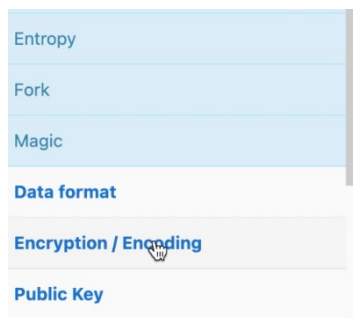 Entropy
Fork
Magic
Data format
Encryption / Encoding
Public Key